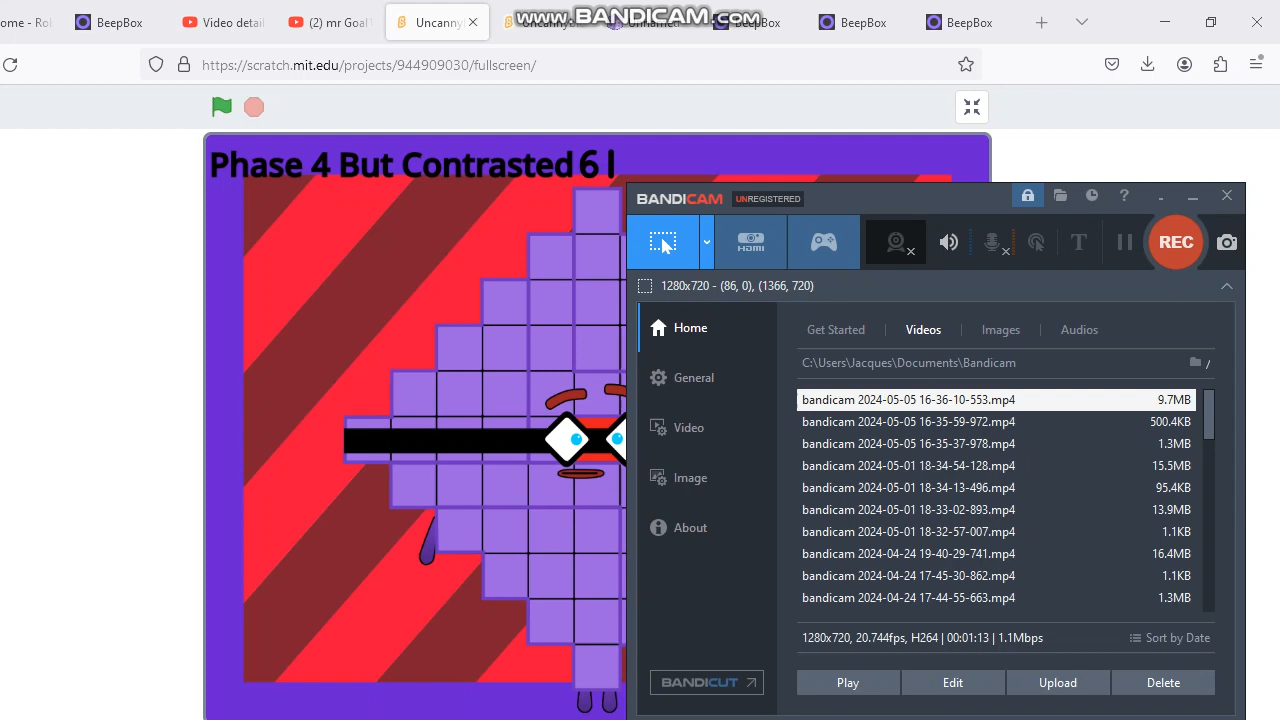 www.BANDICAM.com
ome - Ro
BeepBox
Video detai
(2) mr Goal
Uncanny
BeepBox
BeepBox
https://scratch.mit.edu/projects/944909030/fullscreen/
Phase 4 But Contrasted 6 l
BANDICAM UNREGISTERED
HDMI
REC
1280x720 - (86, 0), (1366, 720)
Home
General
Video
Image
About
BANDICUT
Get Started
Videos
Images
Audios
C:\Users\Jacques\Documents\Bandicam
bandicam 2024-05-05 16-36-10-553.mp4 9.7MB
bandicam 2024-05-05 16-35-59-972.mp4 500.4KB
bandicam 2024-05-05 16-35-37-978.mp4 1.3MB
bandicam 2024-05-01 18-34-54-128.mp4 15.5MB
bandicam 2024-05-01 18-34-13-496.mp4 95.4KB
bandicam 2024-05-01 18-33-02-893.mp4 13.9MB
bandicam 2024-05-01 18-32-57-007.mp4 1.1KB
bandicam 2024-04-24 19-40-29-741.mp4 16.4MB
bandicam 2024-04-24 17-45-30-862.mp4 1.1KB
bandicam 2024-04-24 17-44-55-663.mp4 1.3MB
1280x720, 20.744fps, H264 | 00:01:13 | 1.1Mbps
Sort by Date
Play
Edit
Upload
Delete